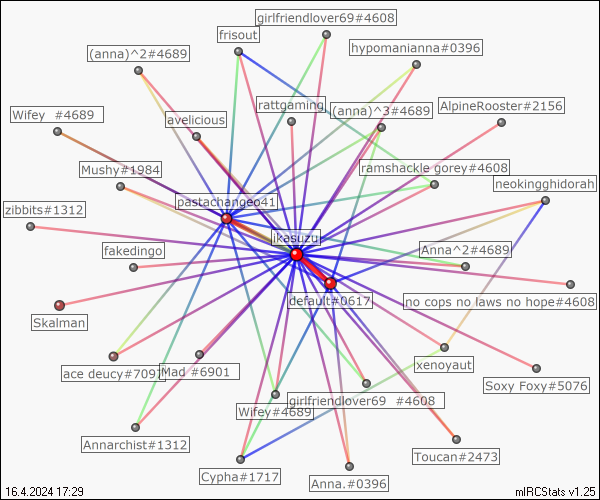 girlfriendlover69#4608
frisout
hypomanianna#0396
(anna)^2#4689
rattgaming
(anna)^3#4689
AlpineRooster#2156
Wifey  #4689
avelicious
Mushy#1984
ramshackle gorey#4608
neokingghidorah
pastachangeo41
zibbits#1312
ikasuzu
fakedingo
Anna^2#4689
default#0617
no cops no laws no hope#4608
Skalman
ace deucy#7097
Mad #6901
xenoyaut
Soxy Foxy#5076
Wifey#4689
girlfriendlover69  #4608
Annarchist#1312
Toucan#2473
Cypha#1717
Anna.#0396
16.4.2024 17:29
mIRCStats v1.25